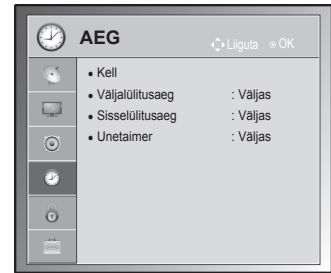 AEG
Liiguta OK
• Kell
• Väljalülitusaeg : Väljas
• Sisselülitusaeg : Väljas
• Unetaimer : Väljas